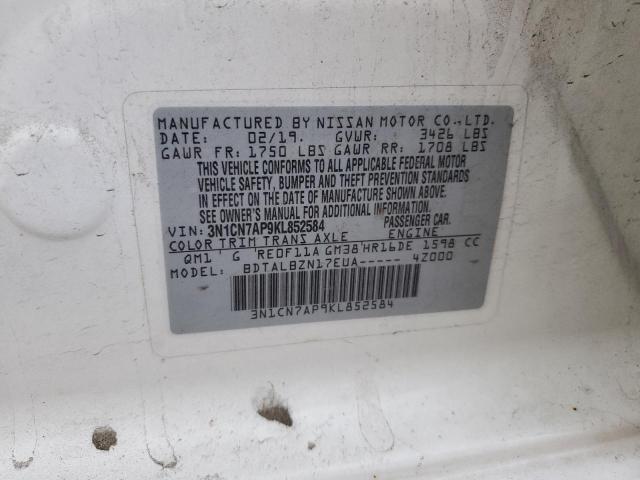 MANUFACTURED BY NISSAN MOTOR CO.,LTD.
DATE: 02/19. GVWR: 3426 LBS
GAWR FR: 1750 LBS GAWR RR: 1708 LBS
THIS VEHICLE CONFORMS TO ALL APPLICABLE FEDERAL MOTOR
VEHICLE SAFETY, BUMPER AND THEFT PREVENTION STANDARDS
IN EFFECT ON THE DATE OF MANUFACTURE SHOWN ABOVE.
SEE OWNER'S MANUAL FOR ADDITIONAL INFORMATION.
VIN: 3N1CN7AP9KL852584 PASSENGER CAR.
COLOR TRIM TRANS AXLE ENGINE
QM1 ' G ' RE0F11A GM38'HR16DE 1598 CC
MODEL: BDTALBZN17EUA----- 4Z000
3N1CN7AP9KL852584